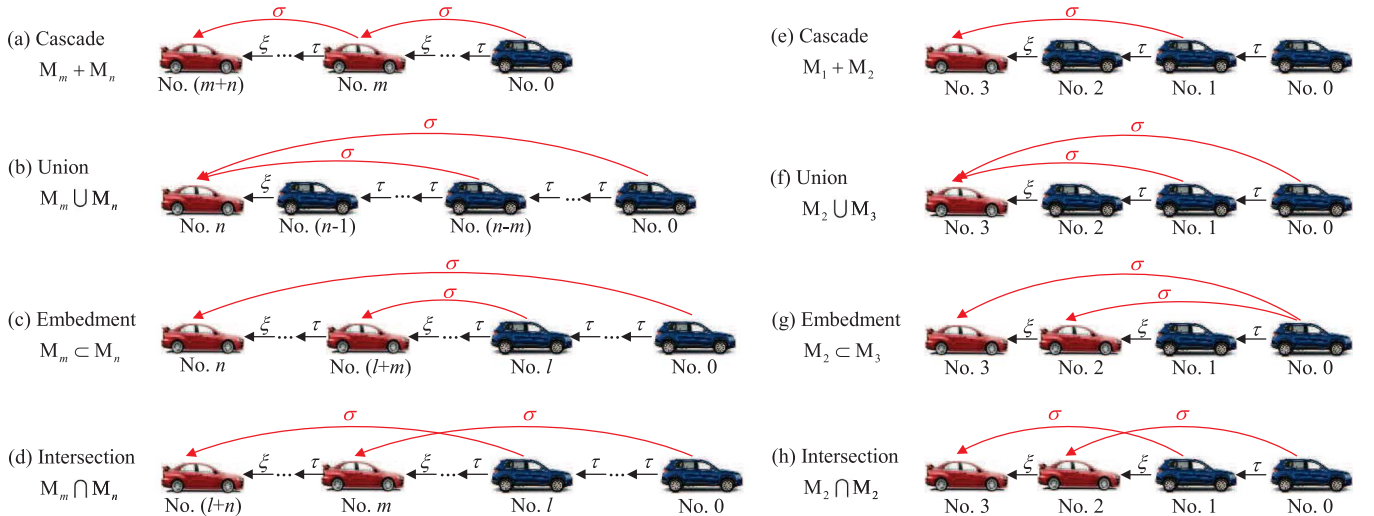 σ σ
(a) Cascade ξ ... τ ξ ... τ
M_m + M_n
No. (m+n) No. m No. 0
σ
σ
(b) Union ξ τ ... τ τ ... τ
M_m ⋃ M_n
No. n No. (n-1) No. (n-m) No. 0
σ
σ
(c) Embedment ξ ... τ ξ ... τ τ ... τ
M_m ⊂ M_n
No. n No. (l+m) No. l No. 0
σ σ
(d) Intersection ξ ... τ ξ ... τ τ ... τ
M_m ⋂ M_n
No. (l+n) No. m No. l No. 0
σ
(e) Cascade ξ τ τ
M_1 + M_2
No. 3 No. 2 No. 1 No. 0
σ
σ
(f) Union ξ τ τ
M_2 ⋃ M_3
No. 3 No. 2 No. 1 No. 0
σ
σ
(g) Embedment ξ ξ τ
M_2 ⊂ M_3
No. 3 No. 2 No. 1 No. 0
σ σ
(h) Intersection ξ ξ τ
M_2 ⋂ M_2
No. 3 No. 2 No. 1 No. 0